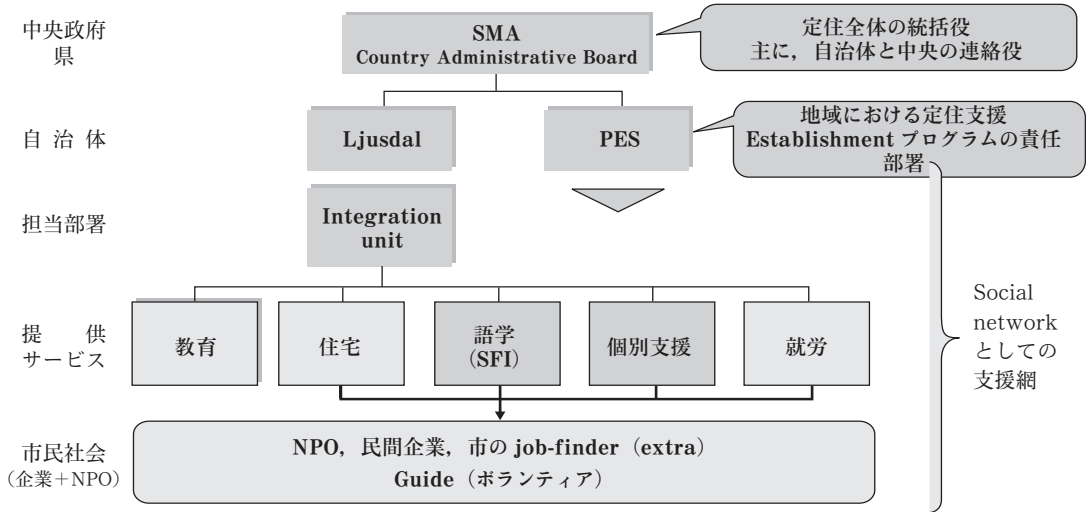 中央政府
県
SMA
Country Administrative Board
定住全体の統括役
主に，自治体と中央の連絡役
自 治 体
Ljusdal
PES
地域における定住支援
Establishment プログラムの責任
部署
担当部署
Integration
unit
提　　供
サービス
教育
住宅
語学
（SFI）
個別支援
就労
Social
network
としての
支援網
市民社会
（企業＋NPO）
NPO，民間企業，市の job-finder（extra）
Guide（ボランティア）